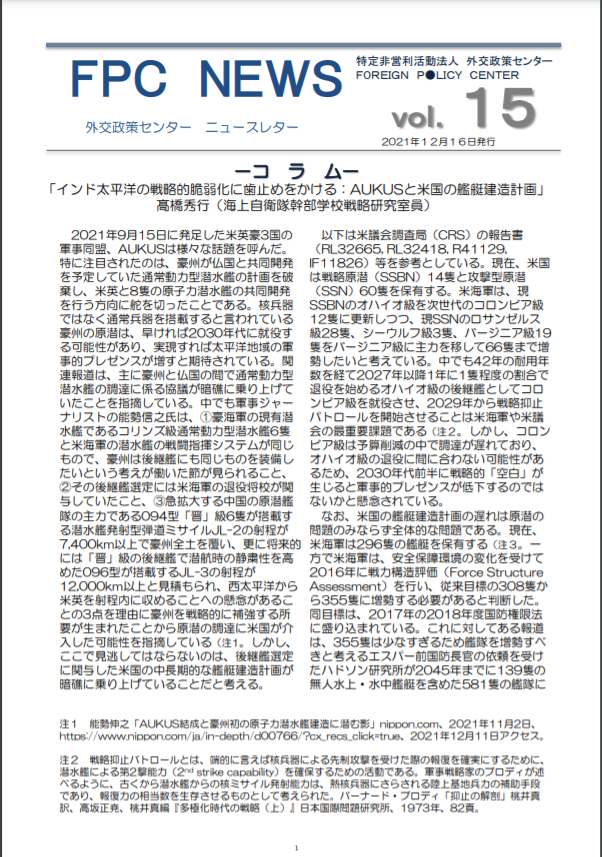 FPC NEWS
特定非営利活動法人 外交政策センター
FOREIGN P●LICY CENTER
vol. 15
外交政策センター ニュースレター
2021年12月16日発行
ーコ ラ ムー
「インド太平洋の戦略的脆弱化に歯止めをかける：AUKUSと米国の艦艇建造計画」
髙橋秀行（海上自衛隊幹部学校戦略研究室員）
2021年9月15日に発足した米英豪3国の
軍事同盟、AUKUSは様々な話題を呼んだ。
特に注目されたのは、豪州が仏国と共同開発
を予定していた通常動力型潜水艦の計画を破
棄し、米英と8隻の原子力潜水艦の共同開発
を行う方向に舵を切ったことである。核兵器
ではなく通常兵器を搭載すると言われている
豪州の原潜は、早ければ2030年代に就役す
る可能性があり、実現すれば太平洋地域の軍
事的プレゼンスが増すと期待されている。関
連報道は、主に豪州と仏国の間で通常動力型
潜水艦の調達に係る協議が暗礁に乗り上げて
いたことを指摘している。中でも軍事ジャー
ナリストの能勢信之氏は、①豪海軍の現有潜
水艦であるコリンズ級通常動力型潜水艦6隻
と米海軍の潜水艦の戦闘指揮システムが同じ
もので、豪州は後継艦にも同じものを装備し
たいという考えが働いた節が見られること、
②その後継艦選定には米海軍の退役将校が関
与していたこと、③急拡大する中国の原潜艦
隊の主力である094型「晋」級6隻が搭載す
る潜水艦発射型弾道ミサイルJL-2の射程が
7,400km以上で豪州全土を覆い、更に将来的
には「晋」級の後継艦で潜航時の静粛性を高
めた096型が搭載するJL-3の射程が
12,000km以上と見積もられ、西太平洋から
米英を射程内に収めることへの懸念があるこ
との3点を理由に豪州を戦略的に補強する所
要が生まれたことから原潜の調達に米国が介
入した可能性を指摘している（注1。しかし、
ここで見逃してはならないのは、後継艦選定
に関与した米国の中長期的な艦艇建造計画が
暗礁に乗り上げていることだと考える。
以下は米議会調査局（CRS）の報告書
（RL32665, RL32418, R41129,
IF11826）等を参考としている。現在、米国
は戦略原潜（SSBN）14隻と攻撃型原潜
（SSN）60隻を保有する。米海軍は、現
SSBNのオハイオ級を次世代のコロンビア級
12隻に更新しつつ、現SSNのロサンゼルス
級28隻、シーウルフ級3隻、バージニア級19
隻をバージニア級に主力を移して66隻まで増
勢したいと考えている。中でも42年の耐用年
数を経て2027年以降1年に1隻程度の割合で
退役を始めるオハイオ級の後継艦としてコロ
ンビア級を就役させ、2029年から戦略抑止
パトロールを開始させることは米海軍や米議
会の最重要課題である（注2。しかし、コロン
ビア級は予算削減の中で調達が遅れており、
オハイオ級の退役に間に合わない可能性があ
るため、2030年代前半に戦略的「空白」が
生じると軍事的プレゼンスが低下するのでは
ないかと懸念されている。
なお、米国の艦艇建造計画の遅れは原潜の
問題のみならず全体的な問題である。現在、
米海軍は296隻の艦艇を保有する（注3。一
方で米海軍は、安全保障環境の変化を受けて
2016年に戦力構造評価（Force Structure
Assessment）を行い、従来目標の308隻か
ら355隻に増勢する必要があると判断した。
同目標は、2017年の2018年度国防権限法
に盛り込まれている。これに対してある報道
は、355隻は少なすぎるため艦隊を増勢すべ
きと考えるエスパー前国防長官の依頼を受け
たハドソン研究所が2045年までに139隻の
無人水上・水中艦艇を含めた581隻の艦隊に
注1 能勢伸之「AUKUS結成と豪州初の原子力潜水艦建造に潜む影」nippon.com、2021年11月2日、
https://www.nippon.com/ja/in-depth/d00766/?cx_recs_click=true、2021年12月11日アクセス。
注2 戦略抑止パトロールとは、端的に言えば核兵器による先制攻撃を受けた際の報復を確実にするために、
潜水艦による第2撃能力（2nd strike capability）を確保するための活動である。軍事戦略家のブロディが述
べるように、古くから潜水艦からの核ミサイル発射能力は、熱核兵器にさらされる陸上基地兵力の補助手段
であり、報復力の相当数を生存させるものとして考えられた。バーナード・ブロディ「抑止の解剖」桃井真
訳、高坂正堯、桃井真編『多極化時代の戦略（上）』日本国際問題研究所、1973年、82頁。
1